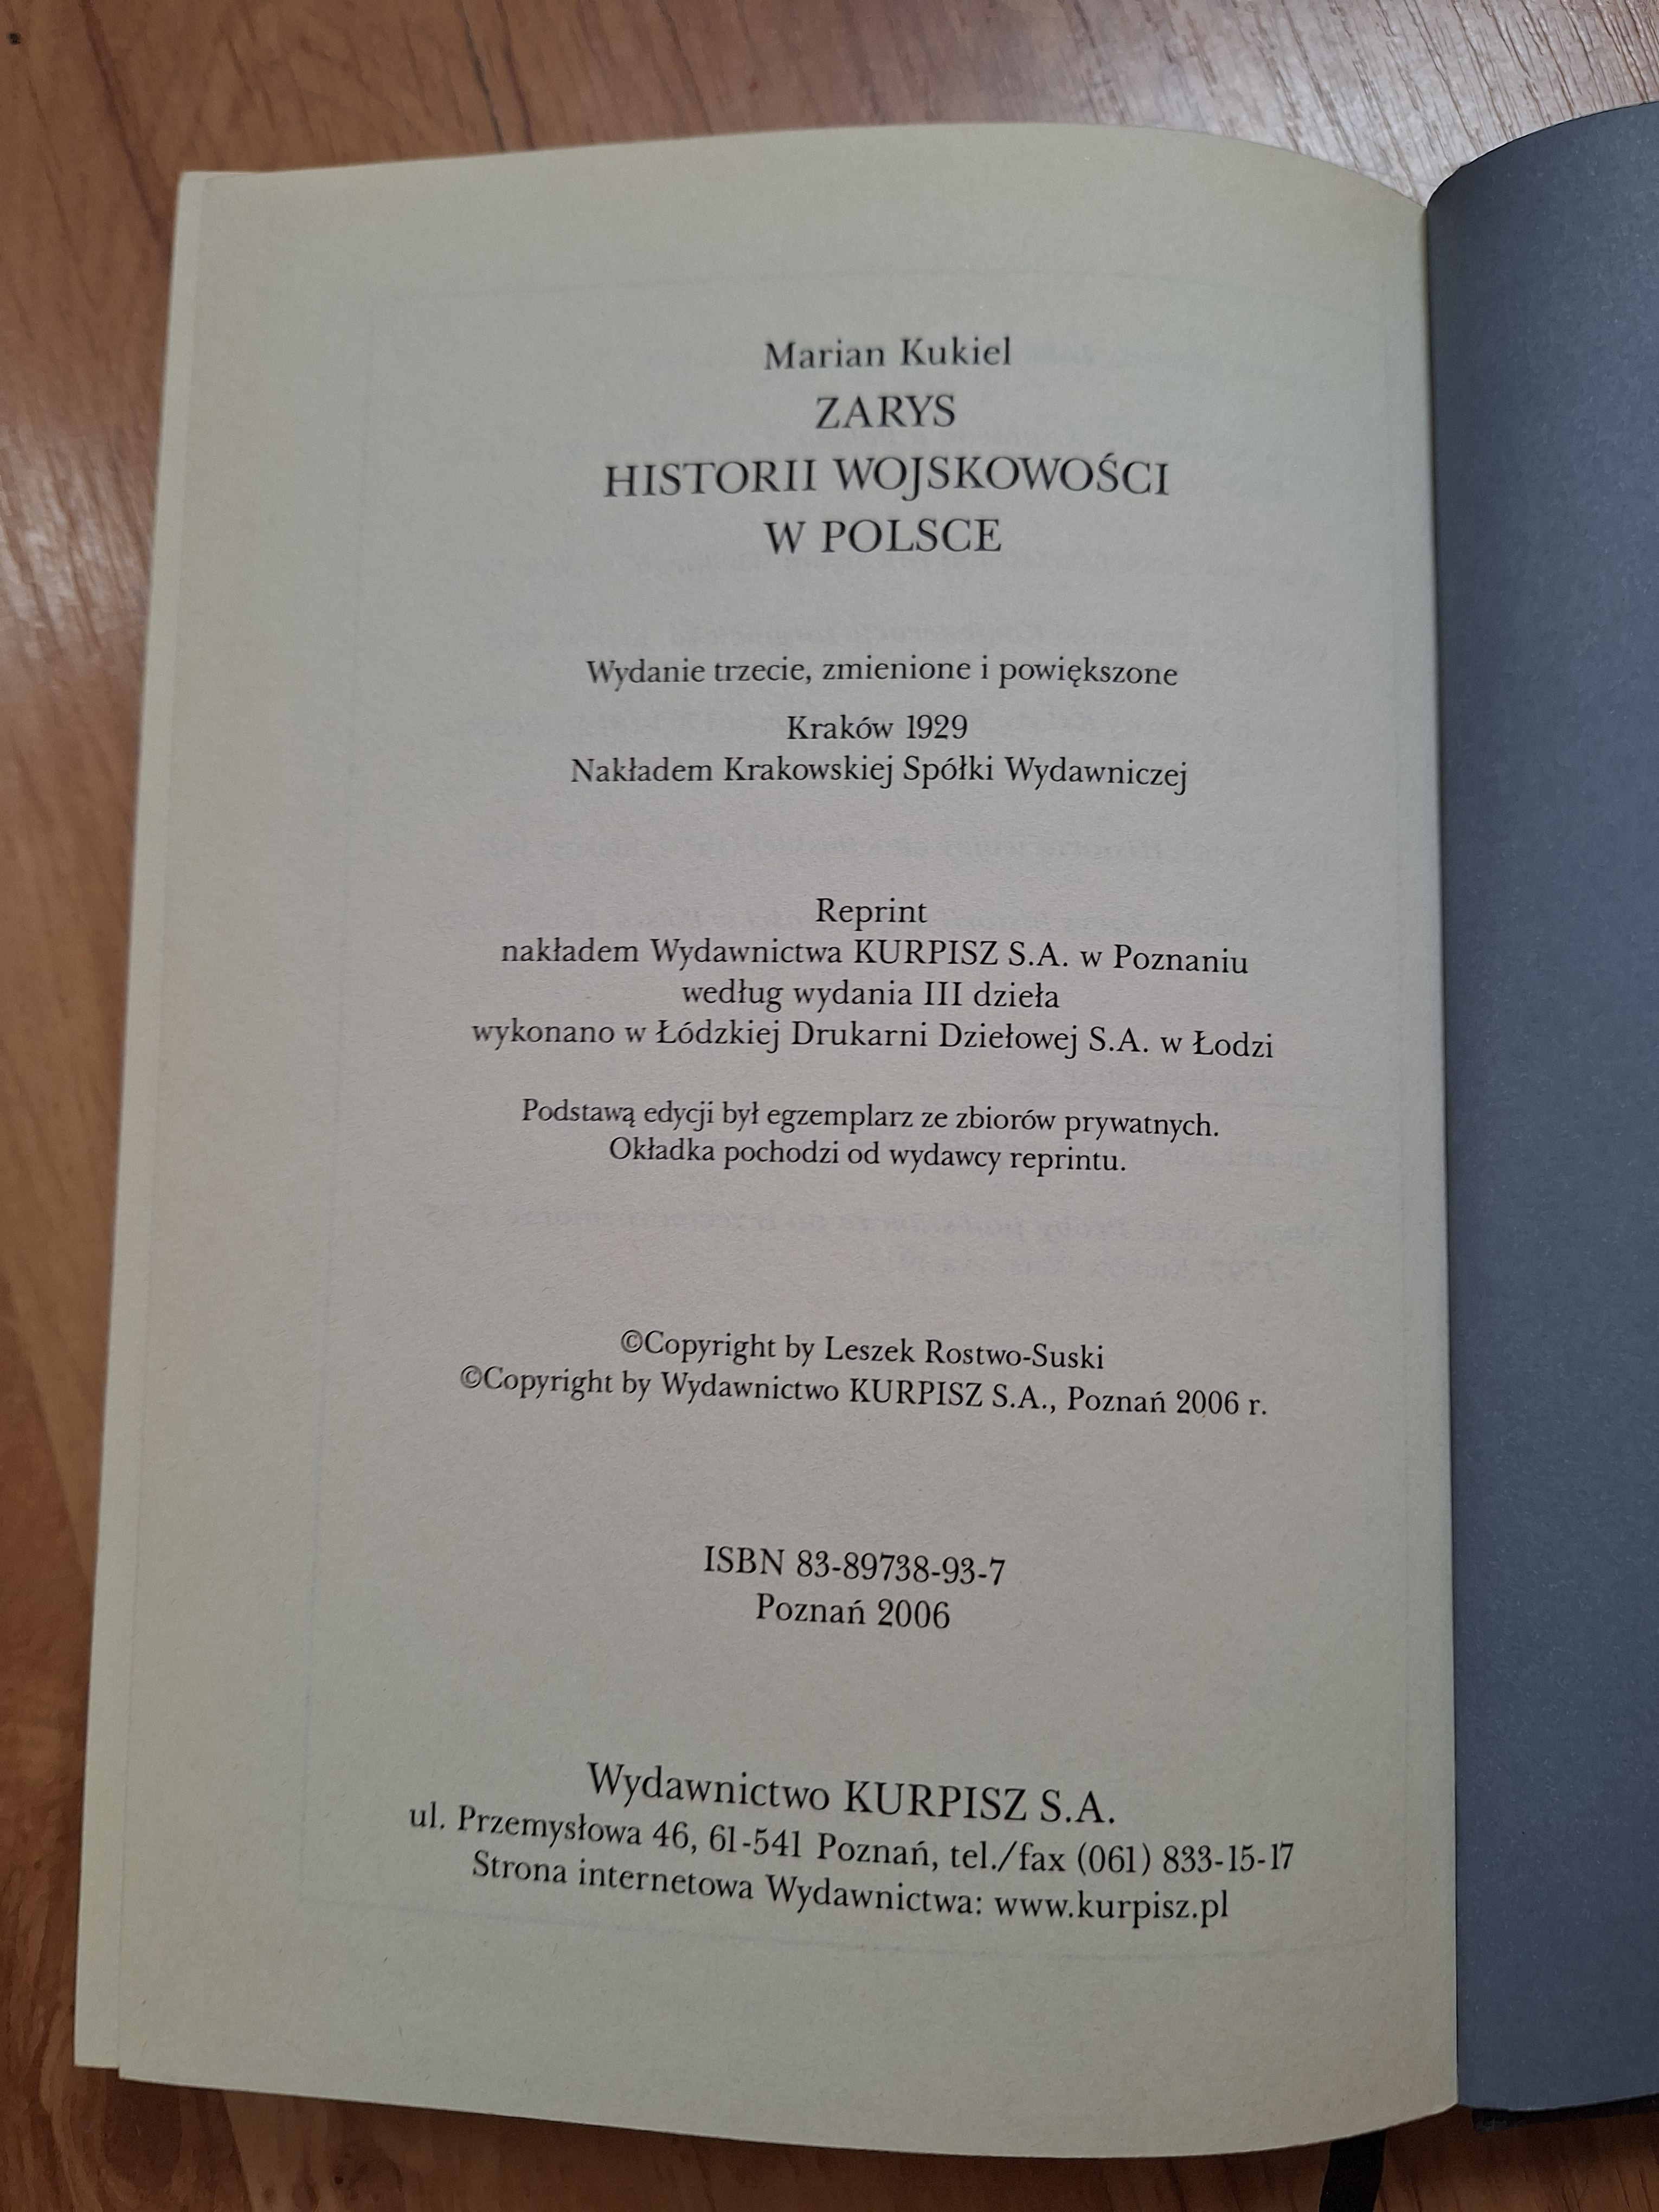 Marian Kukiel
ZARYS
HISTORII WOJSKOWOŚCI
W POLSCE
Wydanie trzecie, zmienione i powiększone
Kraków 1929
Nakładem Krakowskiej Spółki Wydawniczej
Reprint
nakładem Wydawnictwa KURPISZ S.A. w Poznaniu
według wydania III dzieła
wykonano w Łódzkiej Drukarni Dziełowej S.A. w Łodzi
Podstawą edycji był egzemplarz ze zbiorów prywatnych.
Okładka pochodzi od wydawcy reprintu.
©Copyright by Leszek Rostwo-Suski
©Copyright by Wydawnictwo KURPISZ S.A., Poznań 2006 r.
ISBN 83-89738-93-7
Poznań 2006
Wydawnictwo KURPISZ S.A.
ul. Przemysłowa 46, 61-541 Poznań, tel./fax (061) 833-15-17
Strona internetowa Wydawnictwa: www.kurpisz.pl